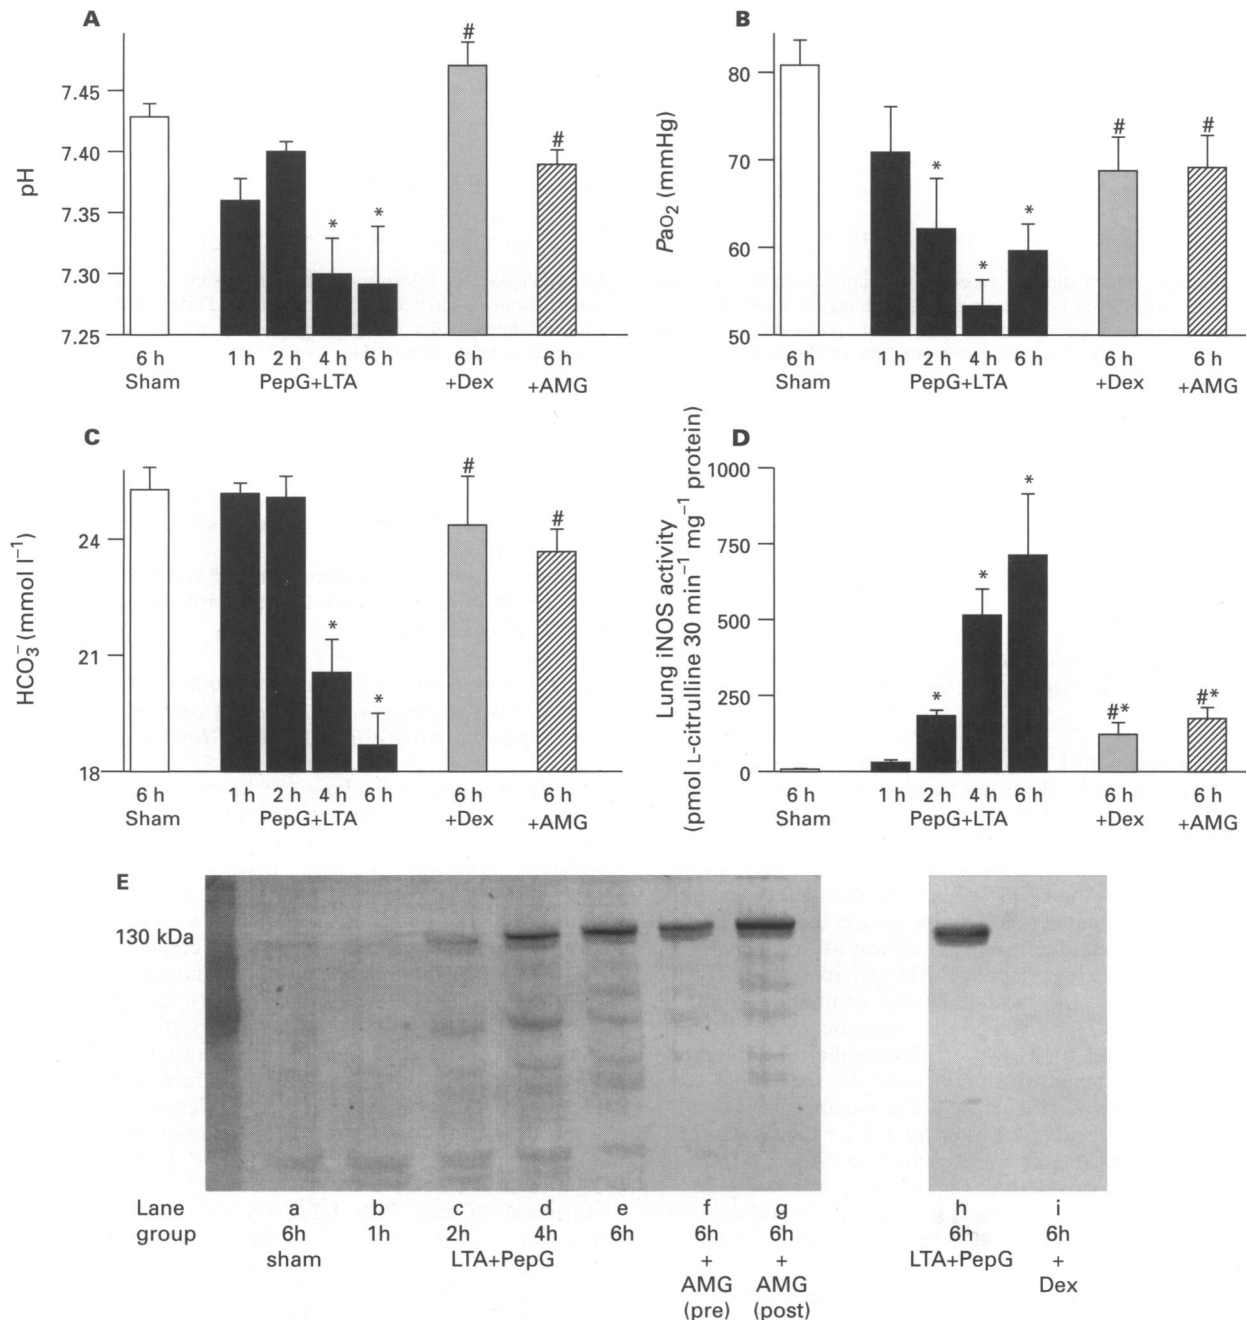 A
pH
7.45
7.40
7.35
7.30
7.25
#
#
* *
6 h 1 h 2 h 4 h 6 h 6 h 6 h
Sham PepG+LTA +Dex +AMG
B
PaO₂ (mmHg)
80
70
60
50
* * *
# #
6 h 1 h 2 h 4 h 6 h 6 h 6 h
Sham PepG+LTA +Dex +AMG
C
HCO₃⁻ (mmol l⁻¹)
24
21
18
* *
# #
6 h 1 h 2 h 4 h 6 h 6 h 6 h
Sham PepG+LTA +Dex +AMG
D
Lung iNOS activity
(pmol L-citrulline 30 min⁻¹ mg⁻¹ protein)
1000
750
500
250
0
* * *
#* #*
6 h 1 h 2 h 4 h 6 h 6 h 6 h
Sham PepG+LTA +Dex +AMG
E
130 kDa
Lane a b c d e f g h i
group 6h 1h 2h 4h 6h 6h 6h 6h 6h
sham LTA+PepG + + LTA+PepG +
AMG AMG Dex
(pre) (post)